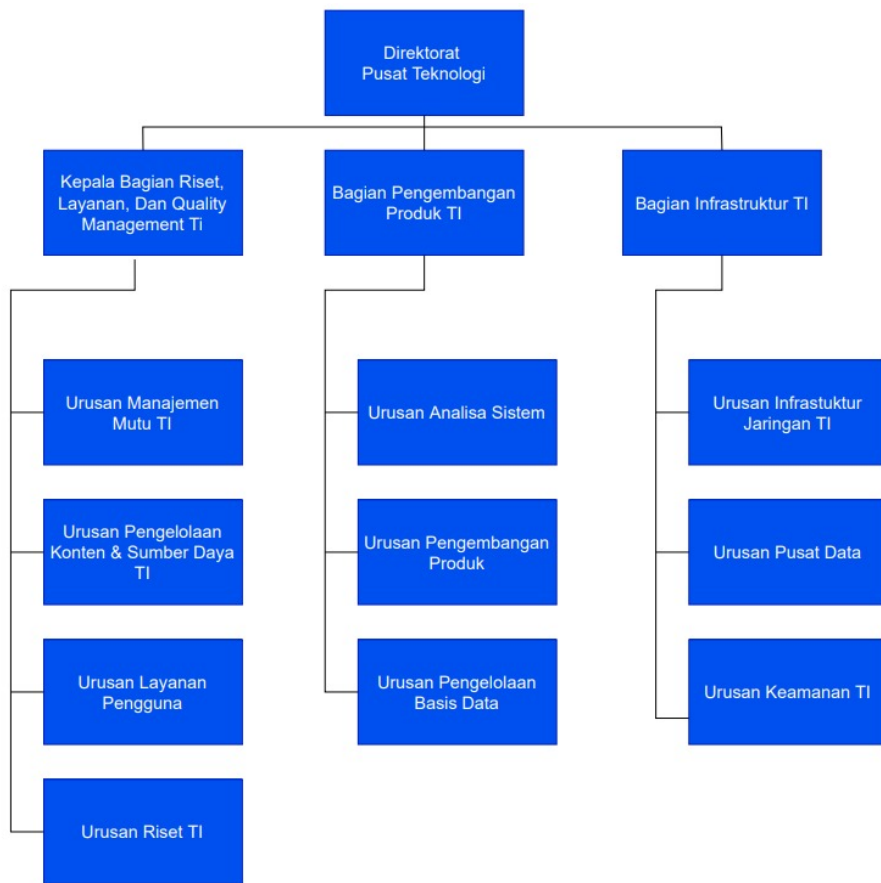 Direktorat
Pusat Teknologi
Kepala Bagian Riset,
Layanan, Dan Quality
Management Ti
Bagian Pengembangan
Produk TI
Bagian Infrastruktur TI
Urusan Manajemen
Mutu TI
Urusan Analisa Sistem
Urusan Infrastuktur
Jaringan TI
Urusan Pengelolaan
Konten & Sumber Daya
TI
Urusan Pengembangan
Produk
Urusan Pusat Data
Urusan Layanan
Pengguna
Urusan Pengelolaan
Basis Data
Urusan Keamanan TI
Urusan Riset TI